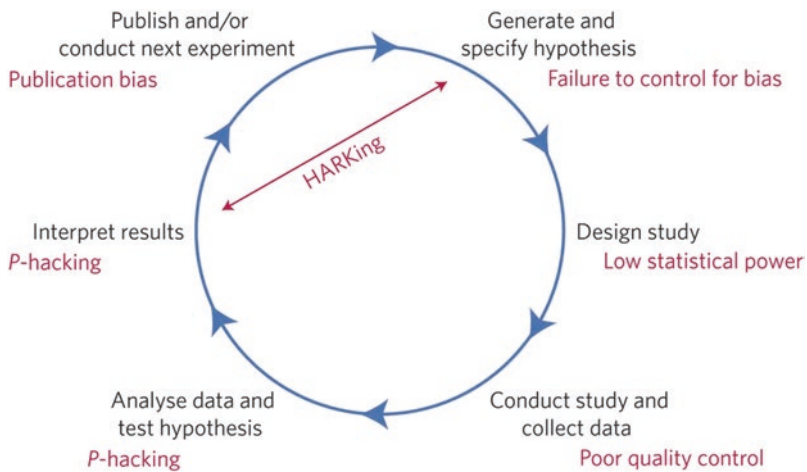 Publish and/or
conduct next experiment
Publication bias
Generate and
specify hypothesis
Failure to control for bias
HARKing
Interpret results
P-hacking
Design study
Low statistical power
Analyse data and
test hypothesis
P-hacking
Conduct study and
collect data
Poor quality control